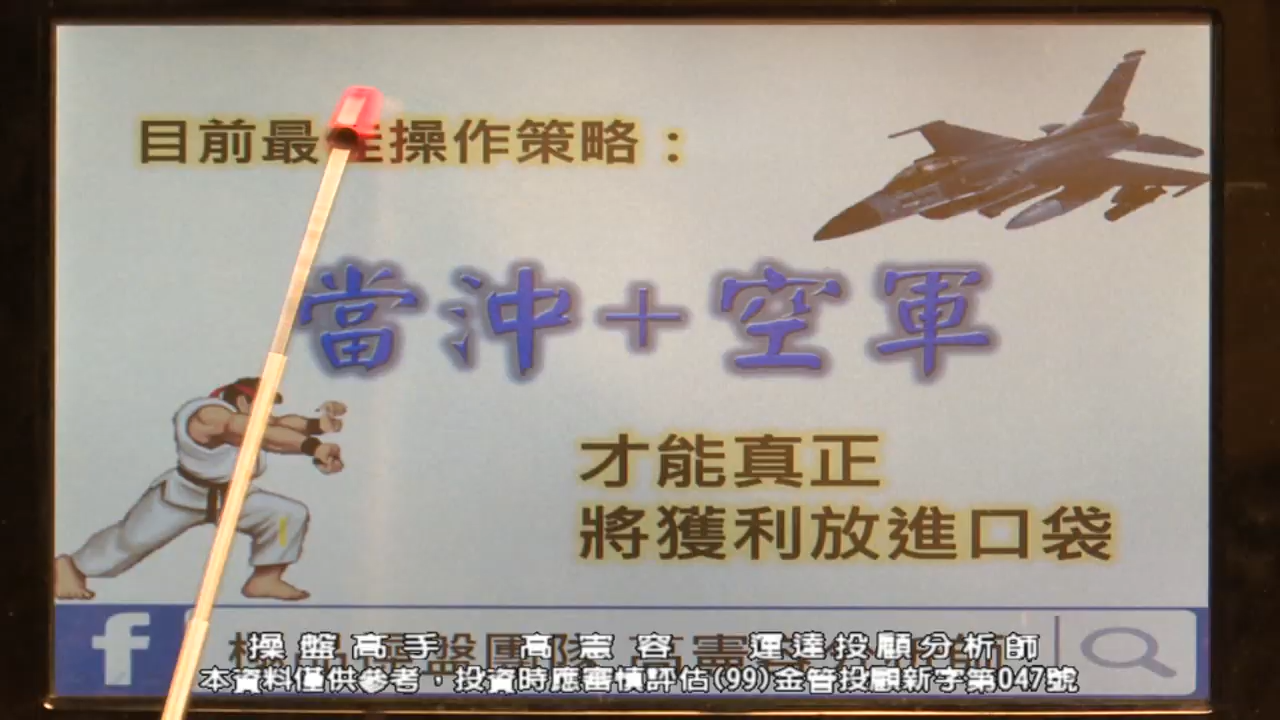 目前最佳操作策略：
當沖+空軍
才能真正
將獲利放進口袋
操盤高手 高憲容 運達投顧分析師
本資料僅供參考，投資時應審慎評估(99)金管投顧新字第047號